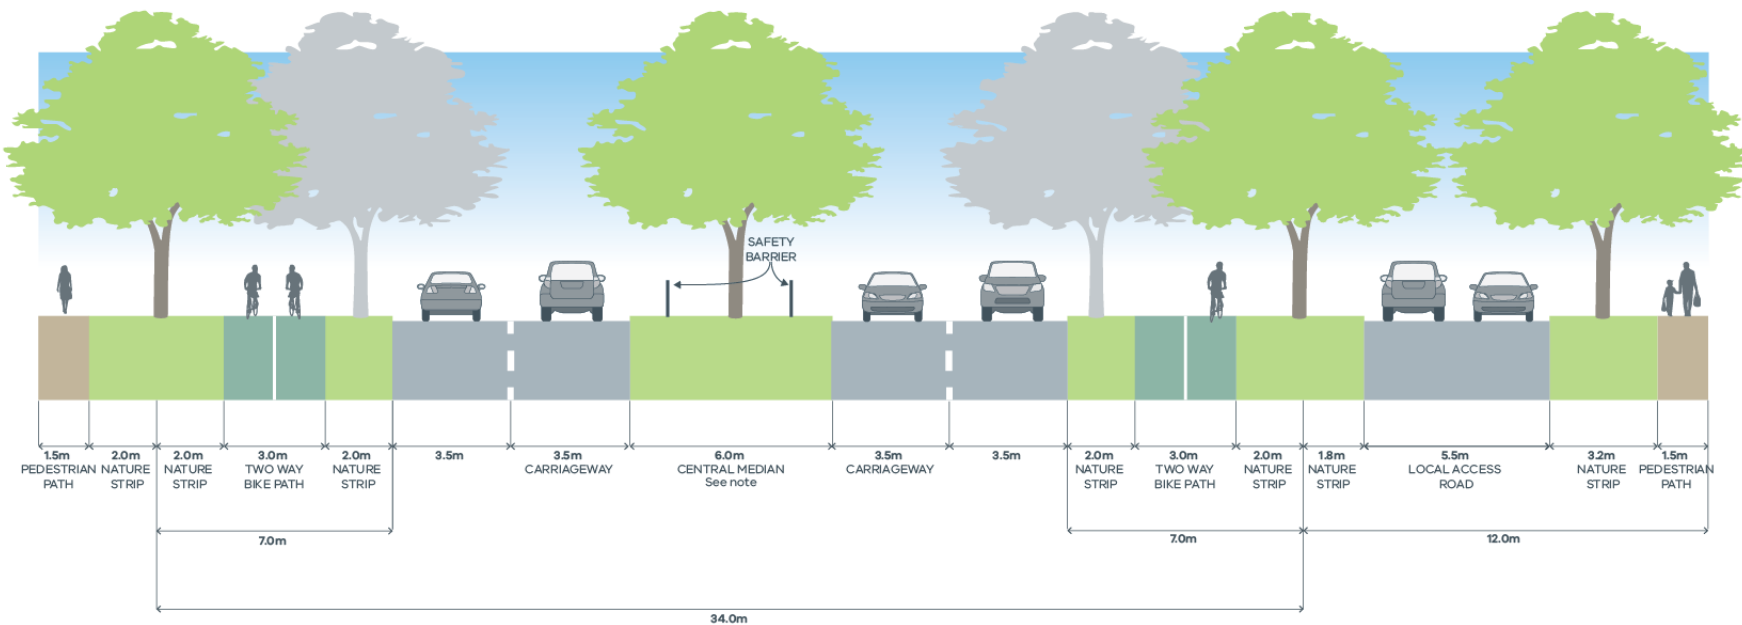 SAFETY
BARRIER
1.5m
PEDESTRIAN
PATH
2.0m
NATURE
STRIP
2.0m
NATURE
STRIP
3.0m
TWO WAY
BIKE PATH
2.0m
NATURE
STRIP
3.5m
3.5m
CARRIAGEWAY
6.0m
CENTRAL MEDIAN
See note
3.5m
CARRIAGEWAY
3.5m
2.0m
NATURE
STRIP
3.0m
TWO WAY
BIKE PATH
2.0m
NATURE
STRIP
1.8m
NATURE
STRIP
5.5m
LOCAL ACCESS
ROAD
3.2m
NATURE
STRIP
1.5m
PEDESTRIAN
PATH
7.0m
7.0m
12.0m
34.0m